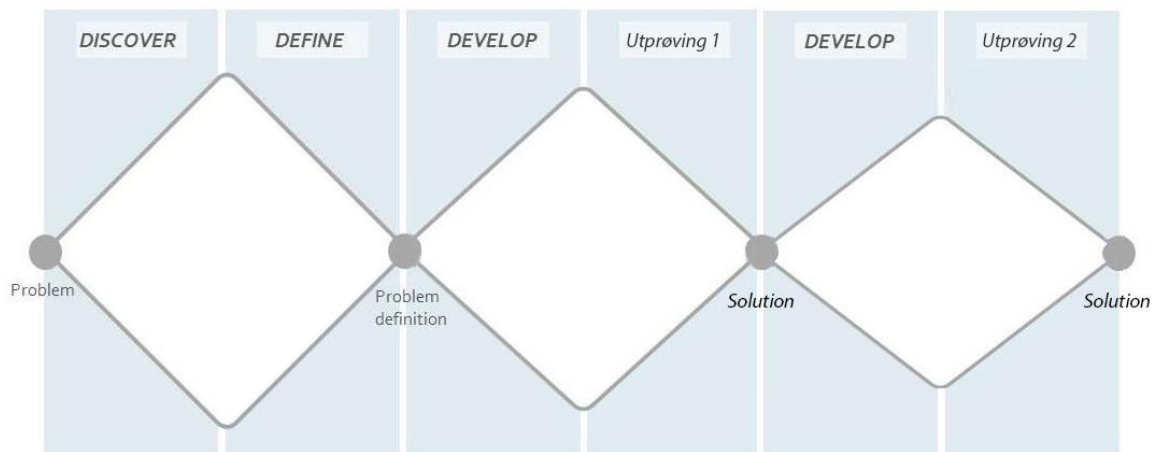 DISCOVER
DEFINE
DEVELOP
Utprøving 1
DEVELOP
Utprøving 2
Problem
Problem
definition
Solution
Solution